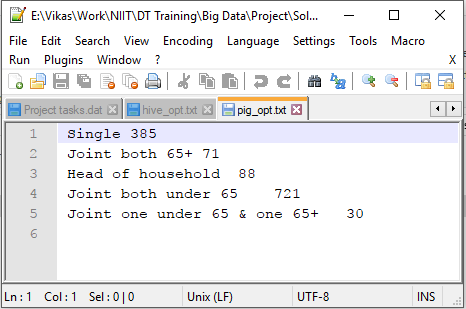 E:\Vikas\Work\NIIT\DT Training\Big Data\Project\Sol...
File Edit Search View Encoding Language Settings Tools Macro
Run Plugins Window ? X
Project tasks.dat hive_opt.txt pig_opt.txt
1 Single 385
2 Joint both 65+ 71
3 Head of household 88
4 Joint both under 65 721
5 Joint one under 65 & one 65+ 30
6
Ln : 1 Col : 1 Sel : 0 | 0 Unix (LF) UTF-8 INS